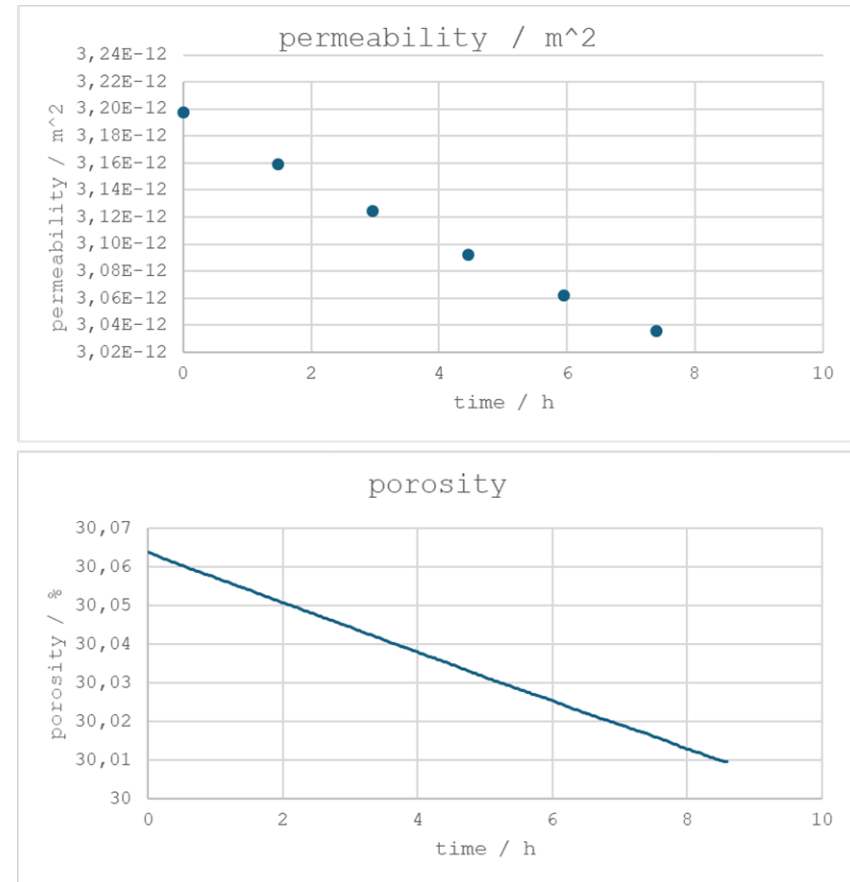 permeability / m^2
3,24E-12
3,22E-12
3,20E-12
3,18E-12
3,16E-12
3,14E-12
3,12E-12
3,10E-12
3,08E-12
3,06E-12
3,04E-12
3,02E-12
permeability / m^2
0 2 4 6 8 10
time / h
porosity
30,07
30,06
30,05
30,04
30,03
30,02
30,01
30
porosity / %
0 2 4 6 8 10
time / h